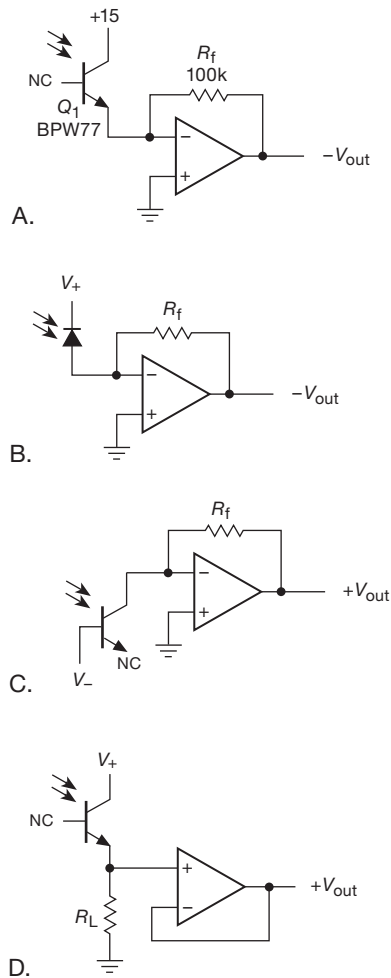 +15
R_f
100k
NC
Q_1
BPW77
−
+
−V_out
A.
V_+
R_f
−
+
−V_out
B.
R_f
−
+
+V_out
NC
V_−
C.
V_+
NC
+
−
+V_out
R_L
D.